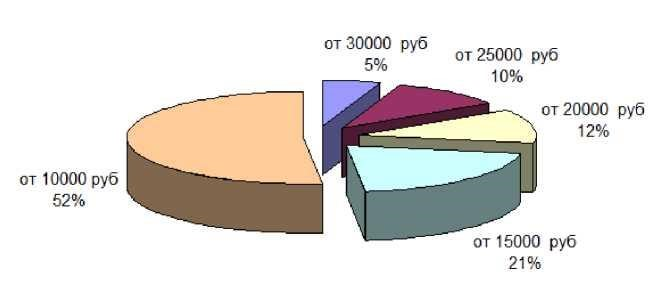 от 30000 руб
5%
от 25000 руб
10%
от 20000 руб
12%
от 10000 руб
52%
от 15000 руб
21%